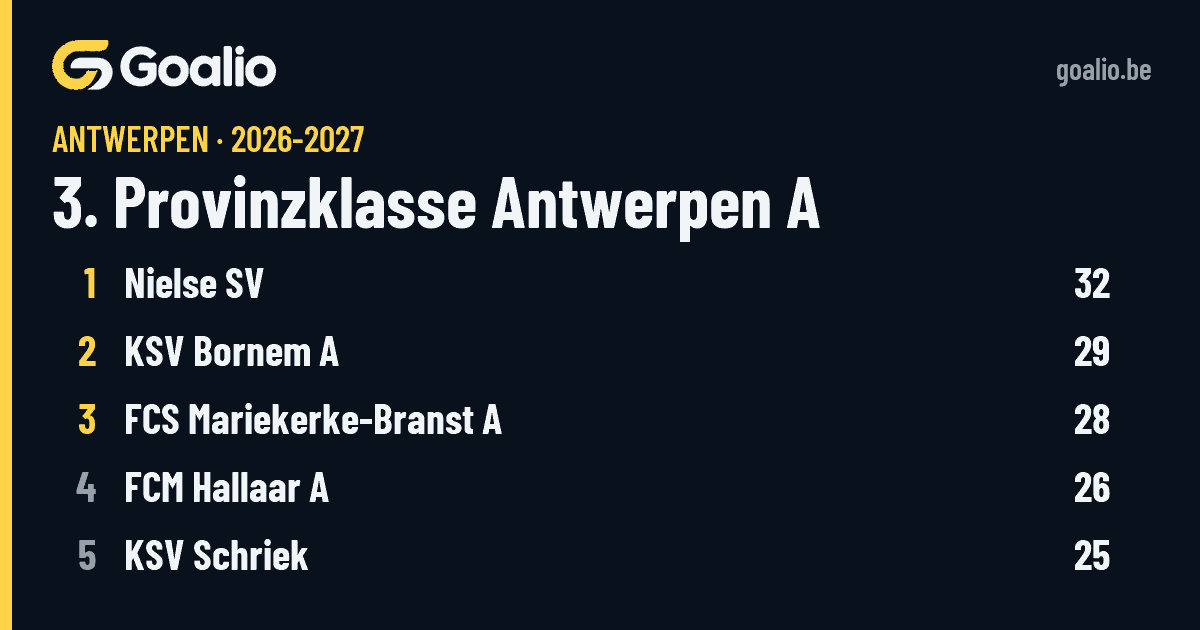 Goalio
goalio.be
ANTWERPEN · 2026-2027
3. Provinzklasse Antwerpen A
1 Nielse SV 32
2 KSV Bornem A 29
3 FCS Mariekerke-Branst A 28
4 FCM Hallaar A 26
5 KSV Schriek 25